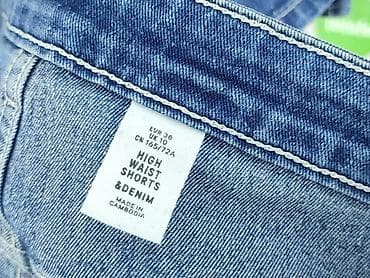 EUR 38
UK 10
CN 165/72A
HIGH
WAIST
SHORTS
&DENIM
MADE IN
CAMBODIA